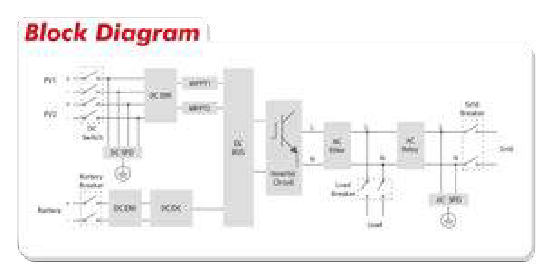 Block Diagram
PV1
PV2
DC
Switch
DC EMI
MPPT1
MPPT2
DC SPD
Battery
Breaker
Battery
DC EMI
DC/DC
DC
BUS
Inverter
Circuit
L
N
AC
Relay
L
N
Load
Breaker
Load
AC
Relay
L
N
AC SPD
Grid
Breaker
Grid